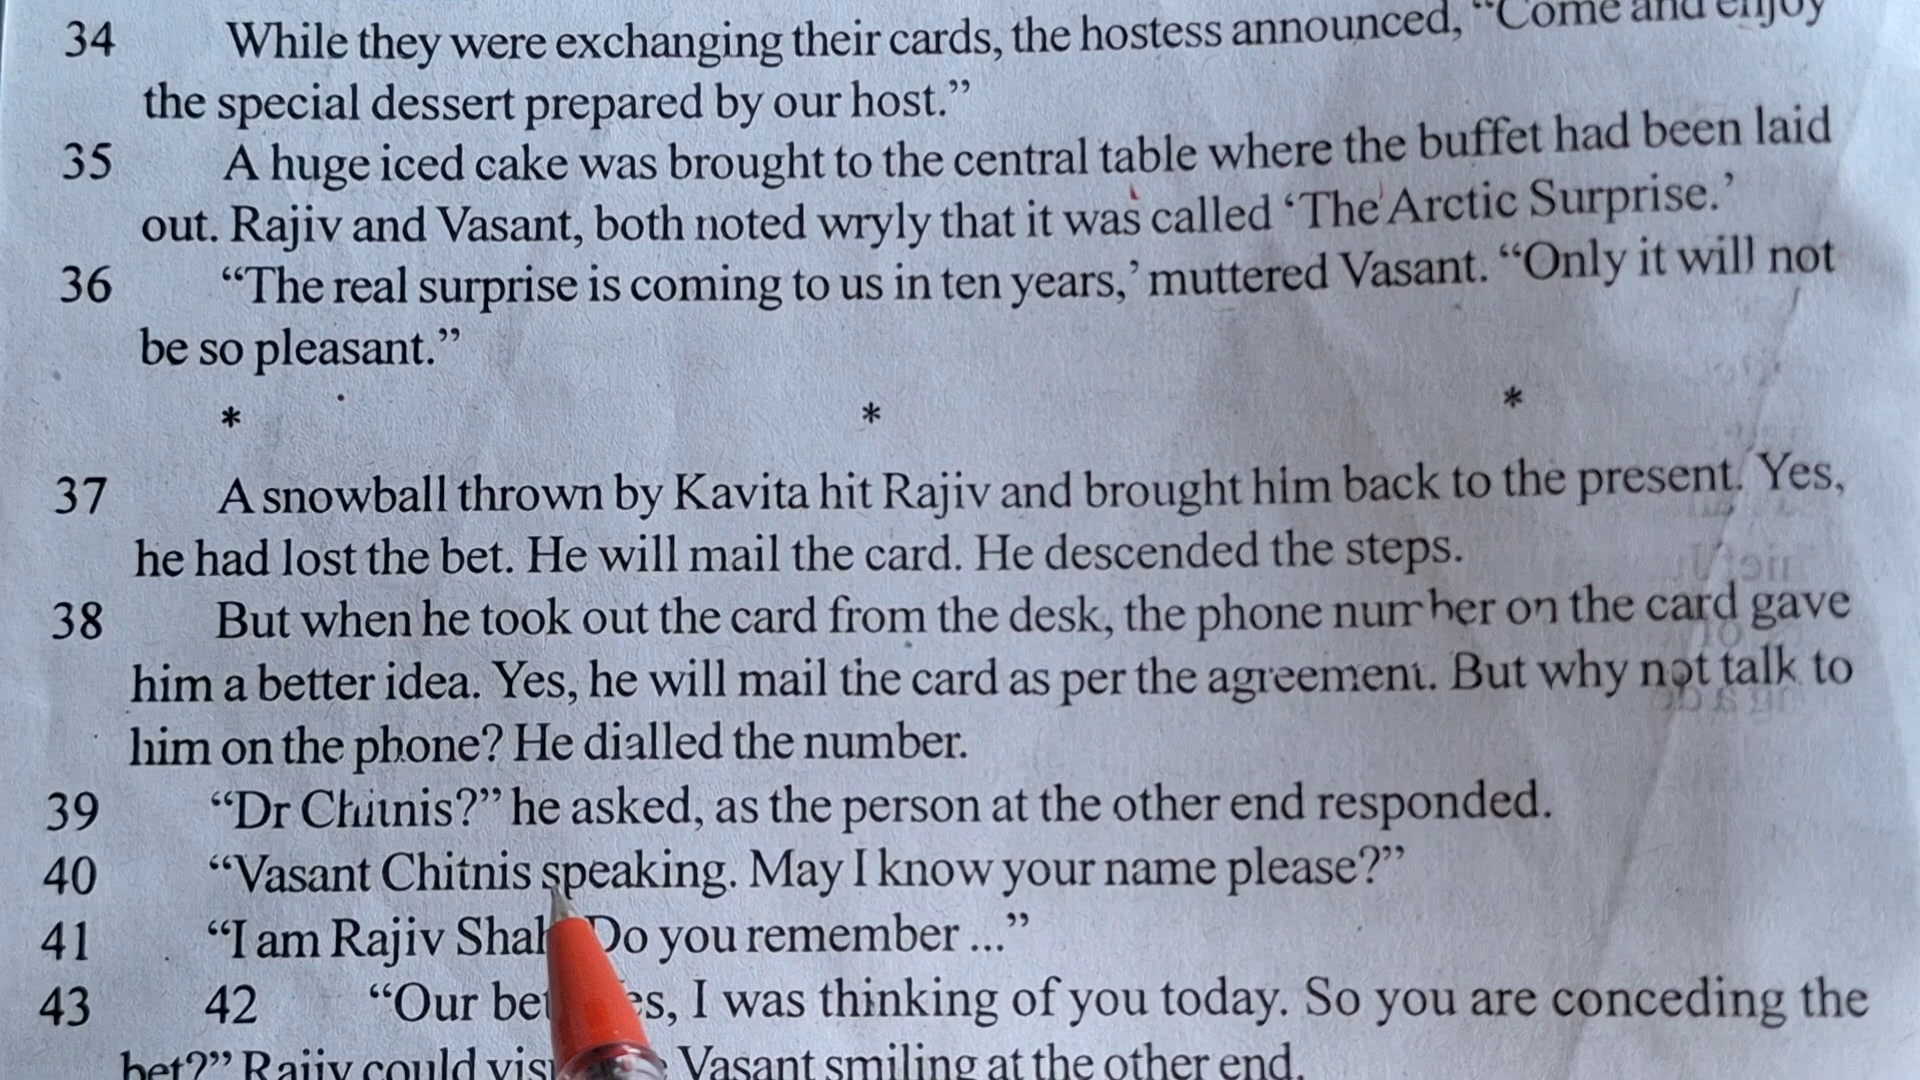 34 While they were exchanging their cards, the hostess announced, “Come and enjoy
the special dessert prepared by our host.”
35 A huge iced cake was brought to the central table where the buffet had been laid
out. Rajiv and Vasant, both noted wryly that it was called ‘The Arctic Surprise.’
36 “The real surprise is coming to us in ten years,’ muttered Vasant. “Only it will not
be so pleasant.”
* * *
37 A snowball thrown by Kavita hit Rajiv and brought him back to the present. Yes,
he had lost the bet. He will mail the card. He descended the steps.
38 But when he took out the card from the desk, the phone number on the card gave
him a better idea. Yes, he will mail the card as per the agreement. But why not talk to
him on the phone? He dialled the number.
39 “Dr Chitnis?” he asked, as the person at the other end responded.
40 “Vasant Chitnis speaking. May I know your name please?”
41 “I am Rajiv Do you remember ...”
43 42 “Our I was thinking of you today. So you are conceding the
bet?” Rajiv could Vasant smiling at the other end.